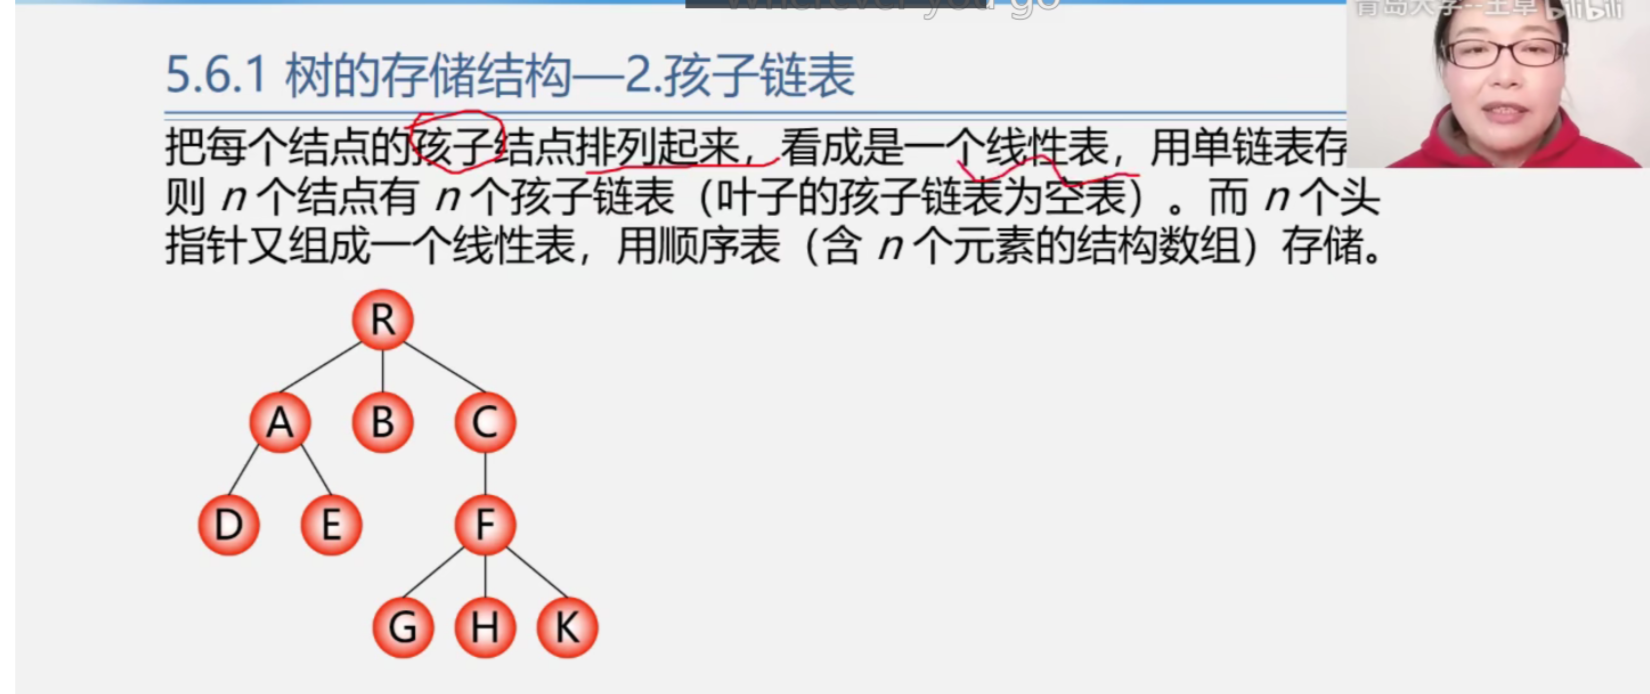 Wherever you go
青岛大学--王卓 bilibili
5.6.1 树的存储结构—2.孩子链表
把每个结点的孩子结点排列起来，看成是一个线性表，用单链表存
则 n 个结点有 n 个孩子链表（叶子的孩子链表为空表）。而 n 个头
指针又组成一个线性表，用顺序表（含 n 个元素的结构数组）存储。
R
A B C
D E F
G H K